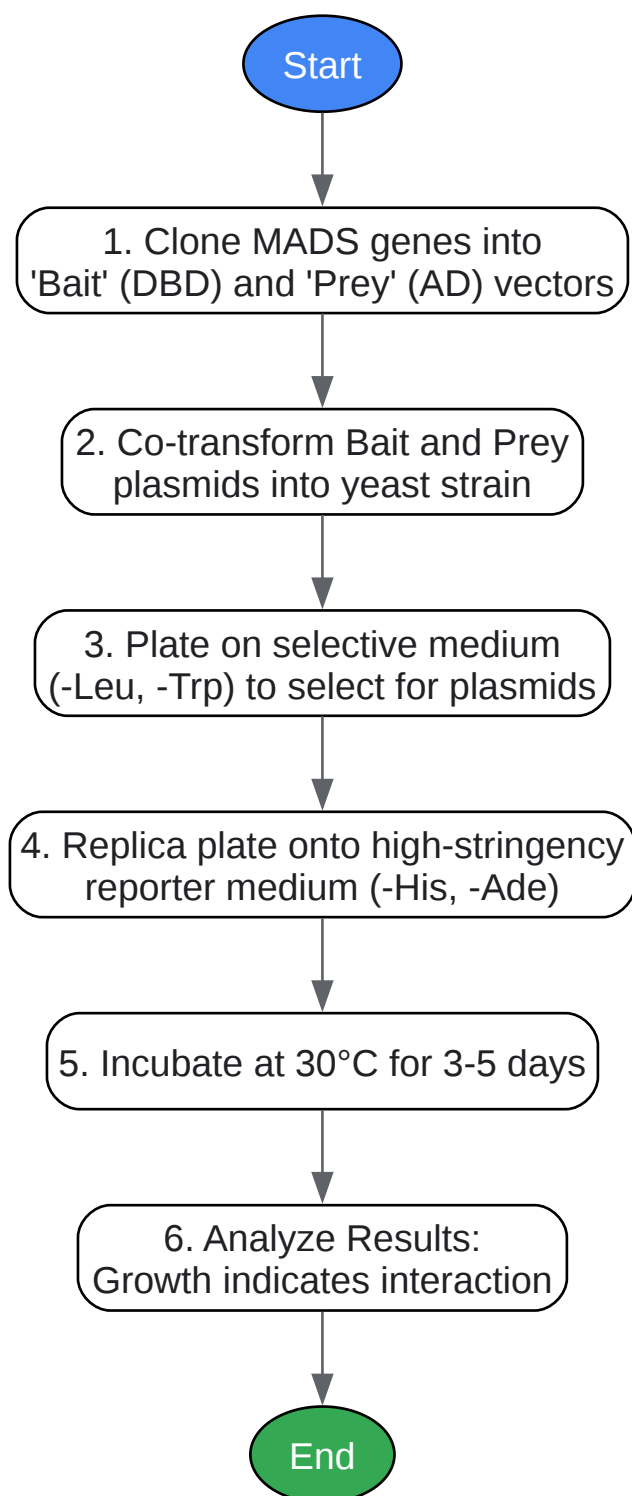 Start
1. Clone MADS genes into
'Bait' (DBD) and 'Prey' (AD) vectors
2. Co-transform Bait and Prey
plasmids into yeast strain
3. Plate on selective medium
(-Leu, -Trp) to select for plasmids
4. Replica plate onto high-stringency
reporter medium (-His, -Ade)
5. Incubate at 30°C for 3-5 days
6. Analyze Results:
Growth indicates interaction
End